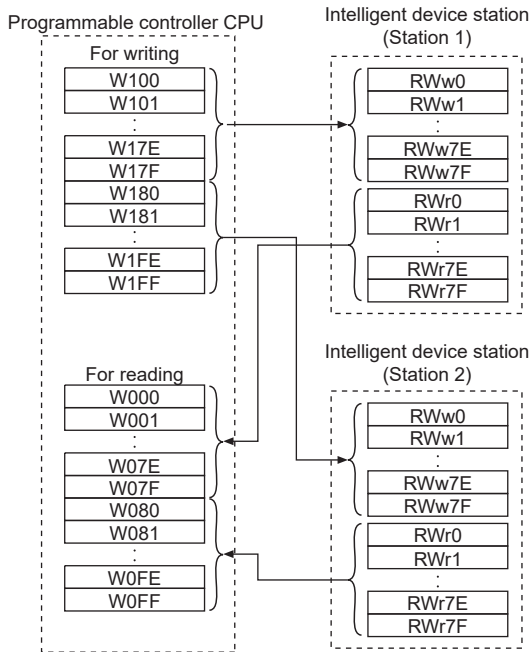 Programmable controller CPU
For writing
W100
W101
:
W17E
W17F
W180
W181
:
W1FE
W1FF
For reading
W000
W001
:
W07E
W07F
W080
W081
:
W0FE
W0FF
Intelligent device station
(Station 1)
RWw0
RWw1
:
RWw7E
RWw7F
RWr0
RWr1
:
RWr7E
RWr7F
Intelligent device station
(Station 2)
RWw0
RWw1
:
RWw7E
RWw7F
RWr0
RWr1
:
RWr7E
RWr7F